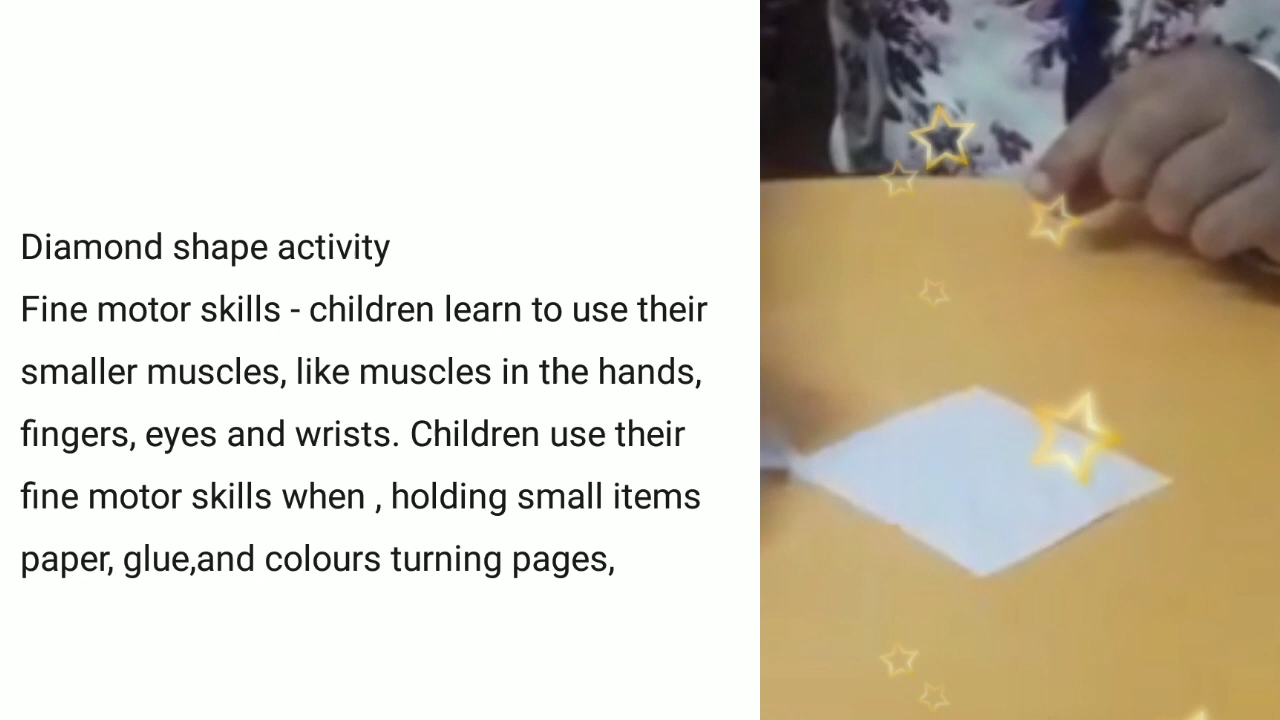 Diamond shape activity
Fine motor skills - children learn to use their
smaller muscles, like muscles in the hands,
fingers, eyes and wrists. Children use their
fine motor skills when , holding small items
paper, glue,and colours turning pages,